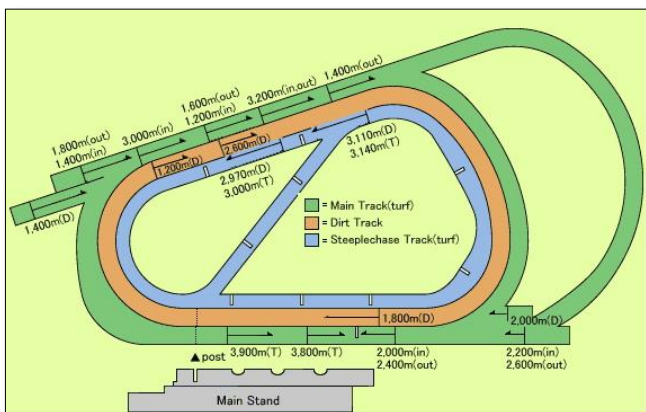 1,800m(out)
1,400m(in)
3,000m(in)
1,600m(out)
1,200m(in)
3,200m(in,out)
1,400m(out)
1,400m(D)
1,200m(D)
2,600m(D)
2,970m(D)
3,000m(T)
3,110m(D)
3,140m(T)
= Main Track(turf)
= Dirt Track
= Steeplechase Track(turf)
1,800m(D)
2,000m(D)
▲post
3,900m(T)
3,800m(T)
2,000m(in)
2,400m(out)
2,200m(in)
2,600m(out)
Main Stand